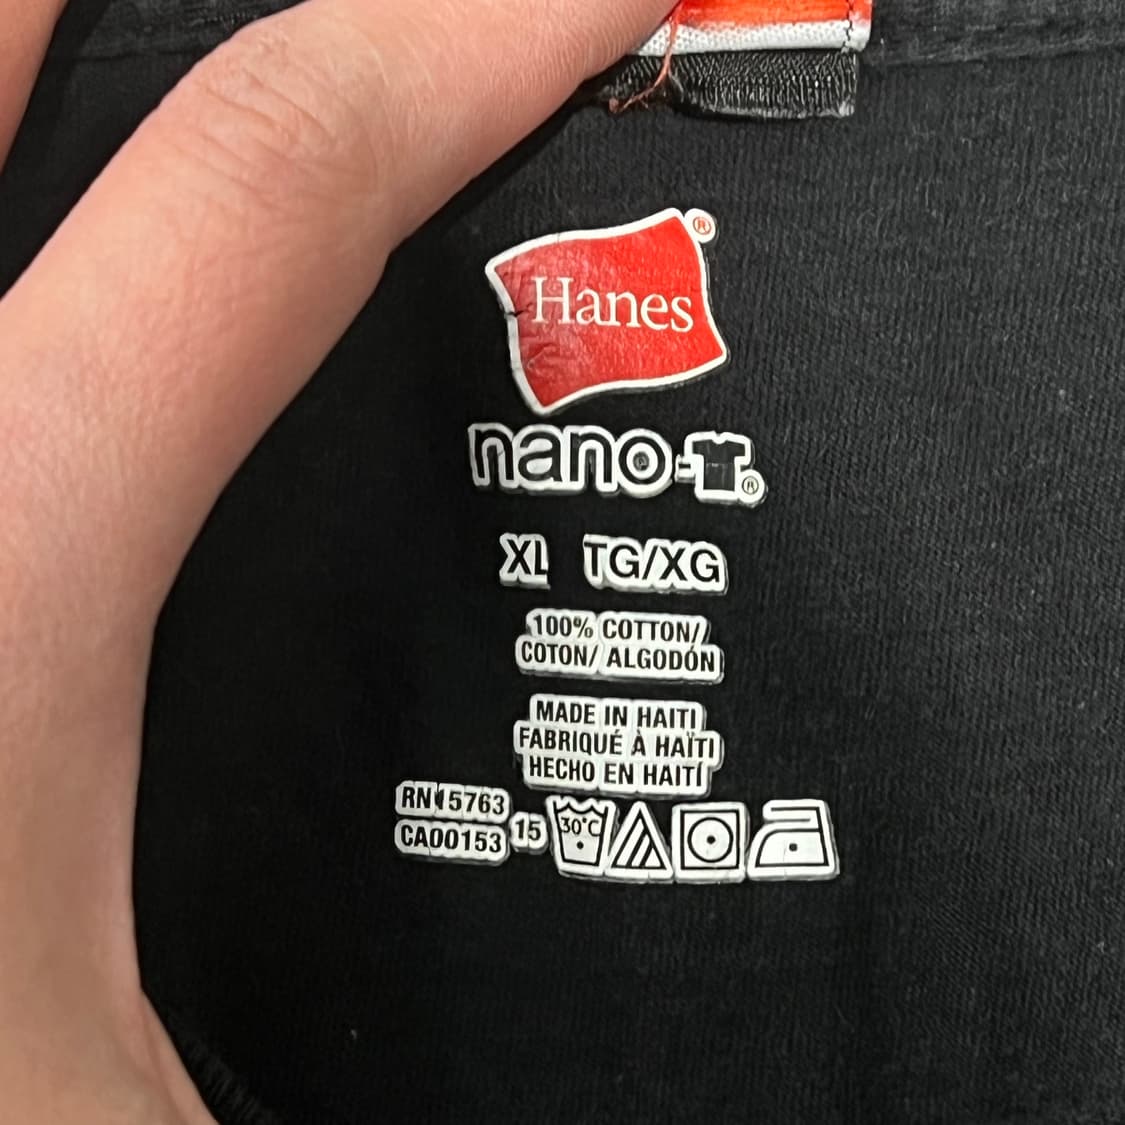 Hanes®
nano-T®
XL TG/XG
100% COTTON/
COTON/ ALGODÓN
MADE IN HAITI
FABRIQUÉ À HAÏTI
HECHO EN HAITÍ
RN15763
CA00153
15
30°C